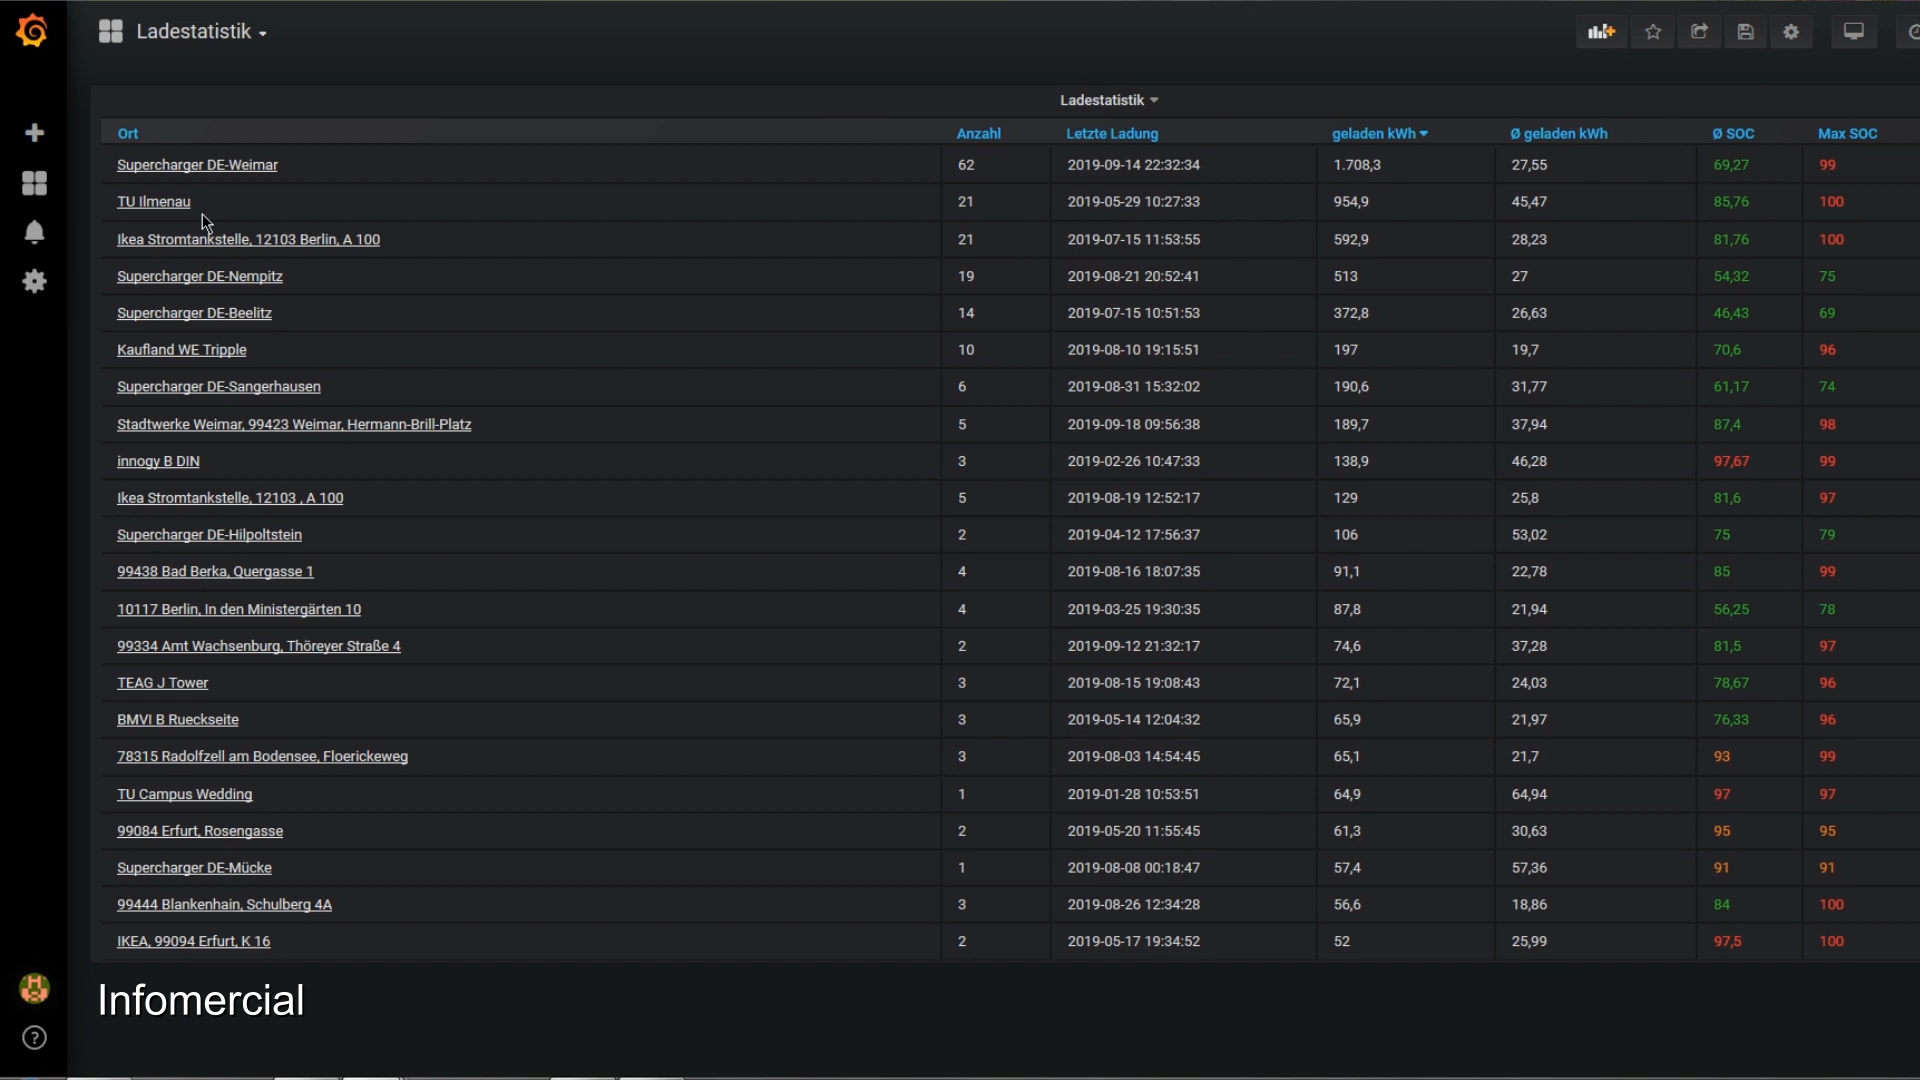 Ladestatistik
Ladestatistik
Ort Anzahl Letzte Ladung geladen kWh Ø geladen kWh Ø SOC Max SOC
Supercharger DE-Weimar 62 2019-09-14 22:32:34 1.708,3 27,55 69,27 99
TU Ilmenau 21 2019-05-29 10:27:33 954,9 45,47 85,76 100
Ikea Stromtankstelle, 12103 Berlin, A 100 21 2019-07-15 11:53:55 592,9 28,23 81,76 100
Supercharger DE-Nempitz 19 2019-08-21 20:52:41 513 27 54,32 75
Supercharger DE-Beelitz 14 2019-07-15 10:51:53 372,8 26,63 46,43 69
Kaufland WE Tripple 10 2019-08-10 19:15:51 197 19,7 70,6 96
Supercharger DE-Sangerhausen 6 2019-08-31 15:32:02 190,6 31,77 61,17 74
Stadtwerke Weimar, 99423 Weimar, Hermann-Brill-Platz 5 2019-09-18 09:56:38 189,7 37,94 87,4 98
innogy B DIN 3 2019-02-26 10:47:33 138,9 46,28 97,67 99
Ikea Stromtankstelle, 12103 , A 100 5 2019-08-19 12:52:17 129 25,8 81,6 97
Supercharger DE-Hilpoltstein 2 2019-04-12 17:56:37 106 53,02 75 79
99438 Bad Berka, Quergasse 1 4 2019-08-16 18:07:35 91,1 22,78 85 99
10117 Berlin, In den Ministergärten 10 4 2019-03-25 19:30:35 87,8 21,94 56,25 78
99334 Amt Wachsenburg, Thöreyer Straße 4 2 2019-09-12 21:32:17 74,6 37,28 81,5 97
TEAG J Tower 3 2019-08-15 19:08:43 72,1 24,03 78,67 96
BMVI B Rueckseite 3 2019-05-14 12:04:32 65,9 21,97 76,33 96
78315 Radolfzell am Bodensee, Floerickeweg 3 2019-08-03 14:54:45 65,1 21,7 93 99
TU Campus Wedding 1 2019-01-28 10:53:51 64,9 64,94 97 97
99084 Erfurt, Rosengasse 2 2019-05-20 11:55:45 61,3 30,63 95 95
Supercharger DE-Mücke 1 2019-08-08 00:18:47 57,4 57,36 91 91
99444 Blankenhain, Schulberg 4A 3 2019-08-26 12:34:28 56,6 18,86 84 100
IKEA, 99094 Erfurt, K 16 2 2019-05-17 19:34:52 52 25,99 97,5 100
Infomercial